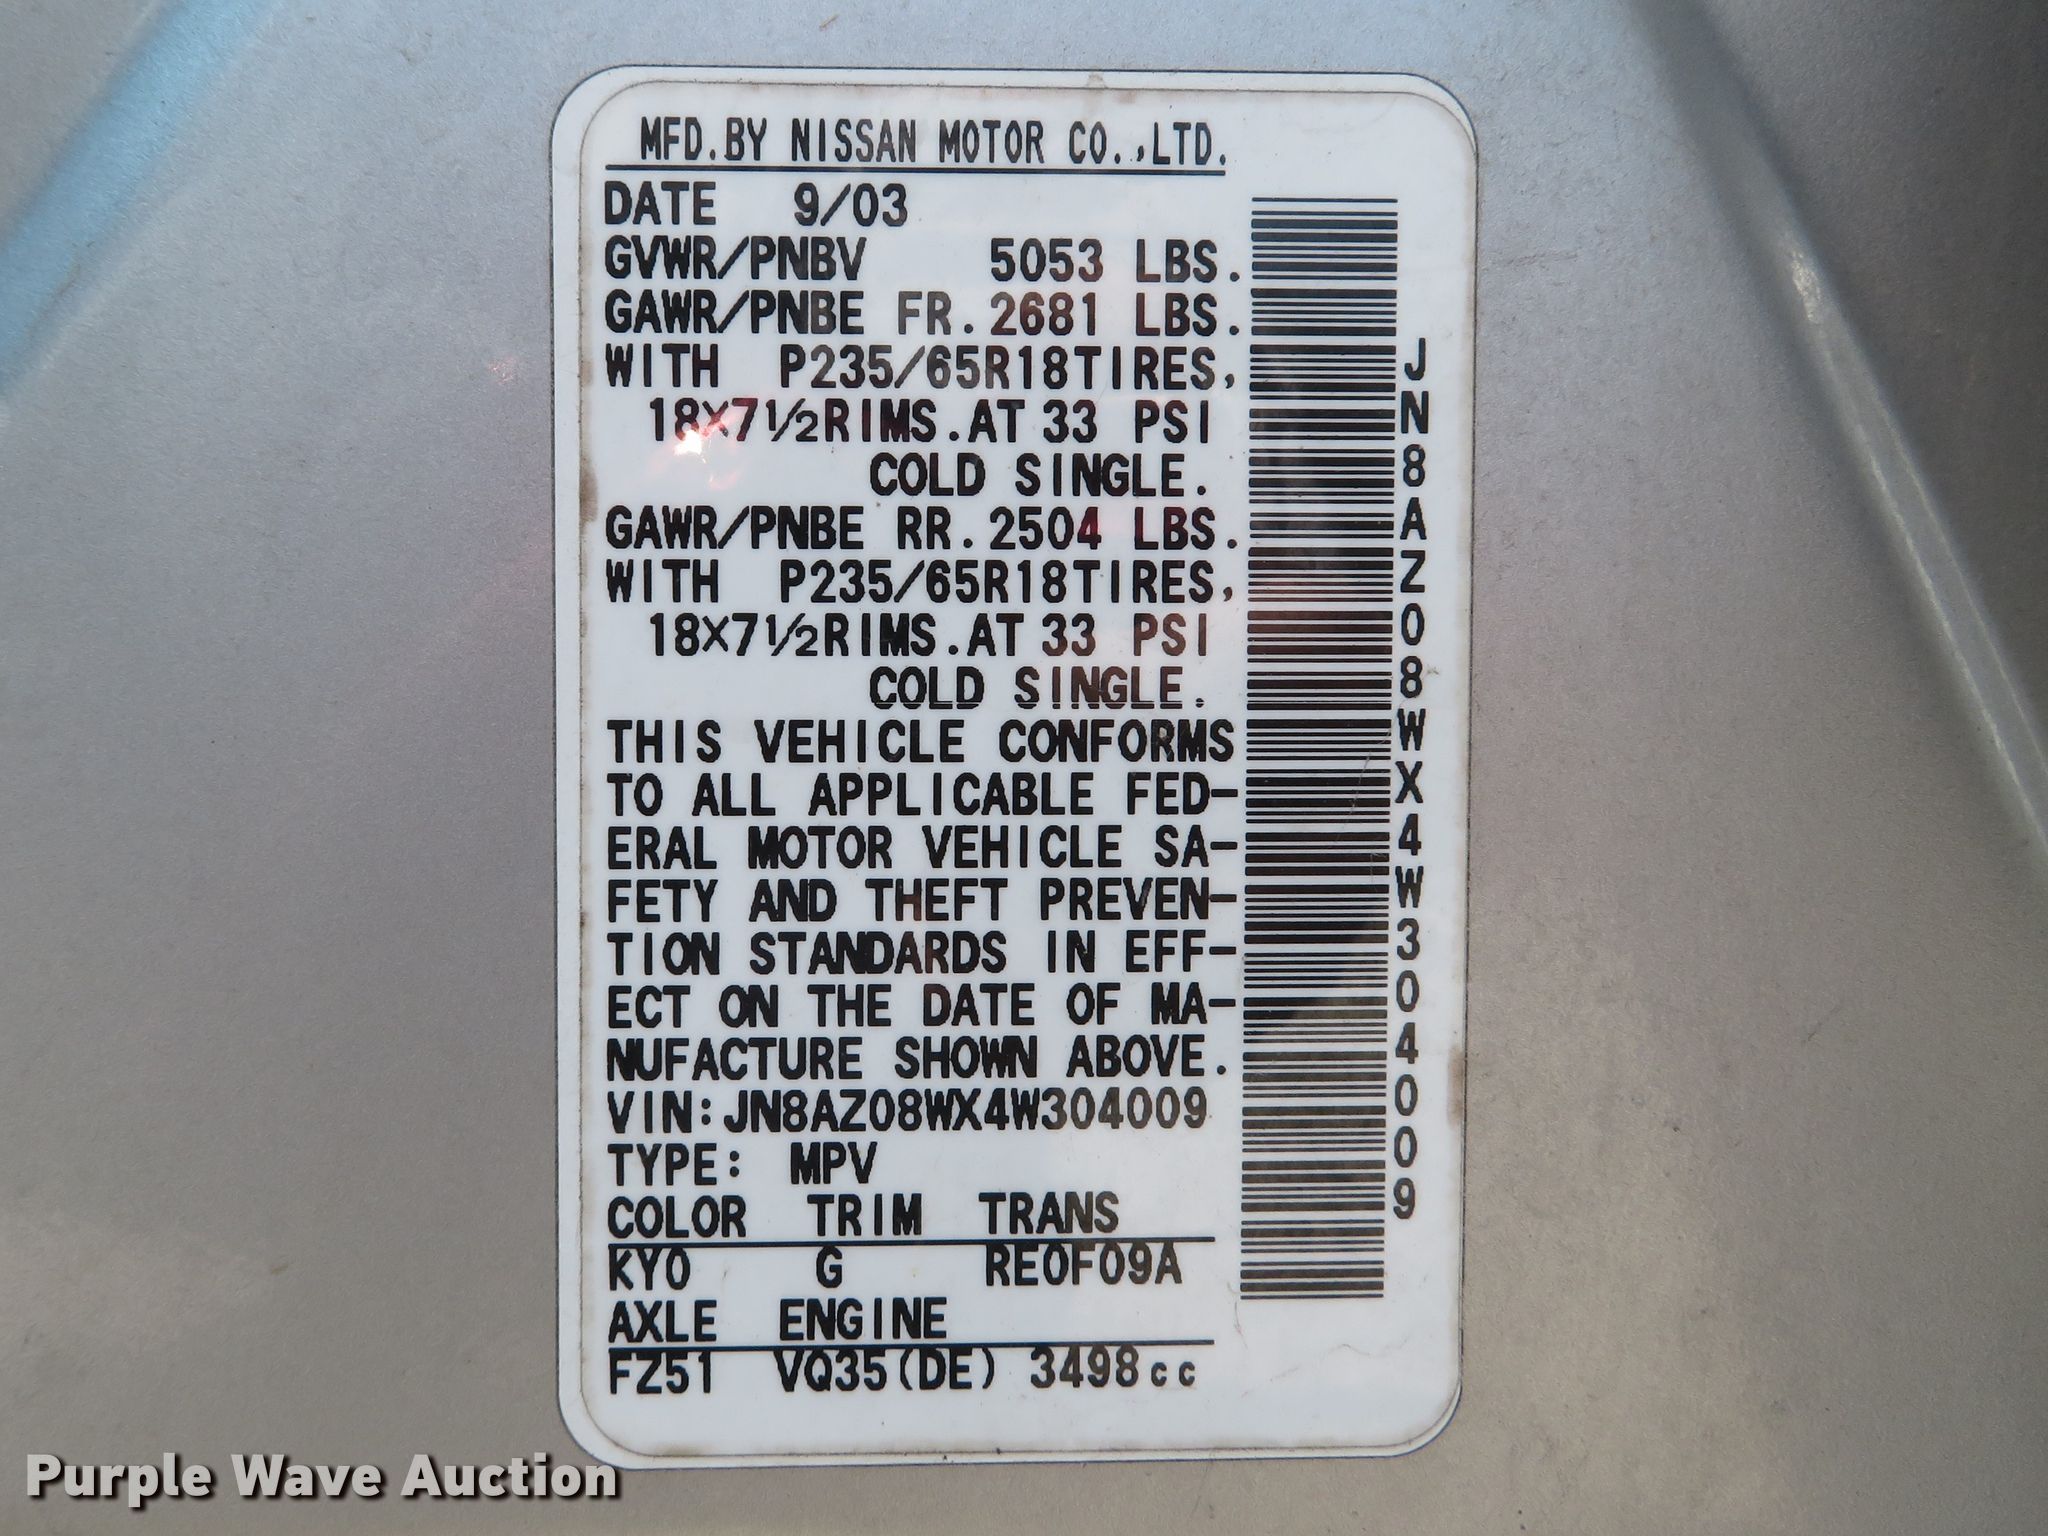 MFD.BY NISSAN MOTOR CO.,LTD.
DATE 9/03
GVWR/PNBV 5053 LBS.
GAWR/PNBE FR. 2681 LBS.
WITH P235/65R18TIRES,
18X7½RIMS.AT 33 PSI
COLD SINGLE.
GAWR/PNBE RR. 2504 LBS.
WITH P235/65R18TIRES,
18X7½RIMS.AT 33 PSI
COLD SINGLE.
THIS VEHICLE CONFORMS
TO ALL APPLICABLE FED-
ERAL MOTOR VEHICLE SA-
FETY AND THEFT PREVEN-
TION STANDARDS IN EFF-
ECT ON THE DATE OF MA-
NUFACTURE SHOWN ABOVE.
VIN:JN8AZ08WX4W304009
TYPE: MPV
COLOR TRIM TRANS
KY0 G RE0F09A
AXLE ENGINE
FZ51 VQ35(DE) 3498cc
JN8AZ08WX4W304009
Purple Wave Auction